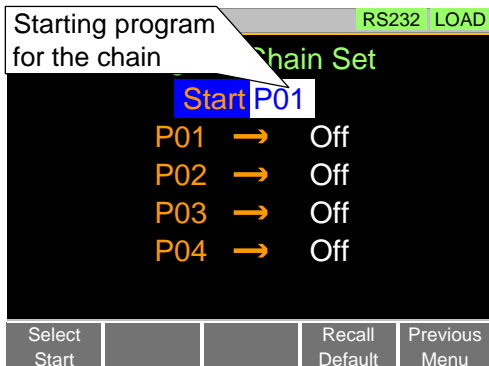 Starting program
for the chain
RS232 LOAD
Chain Set
Start P01
P01 → Off
P02 → Off
P03 → Off
P04 → Off
Select
Start
Recall
Default
Previous
Menu